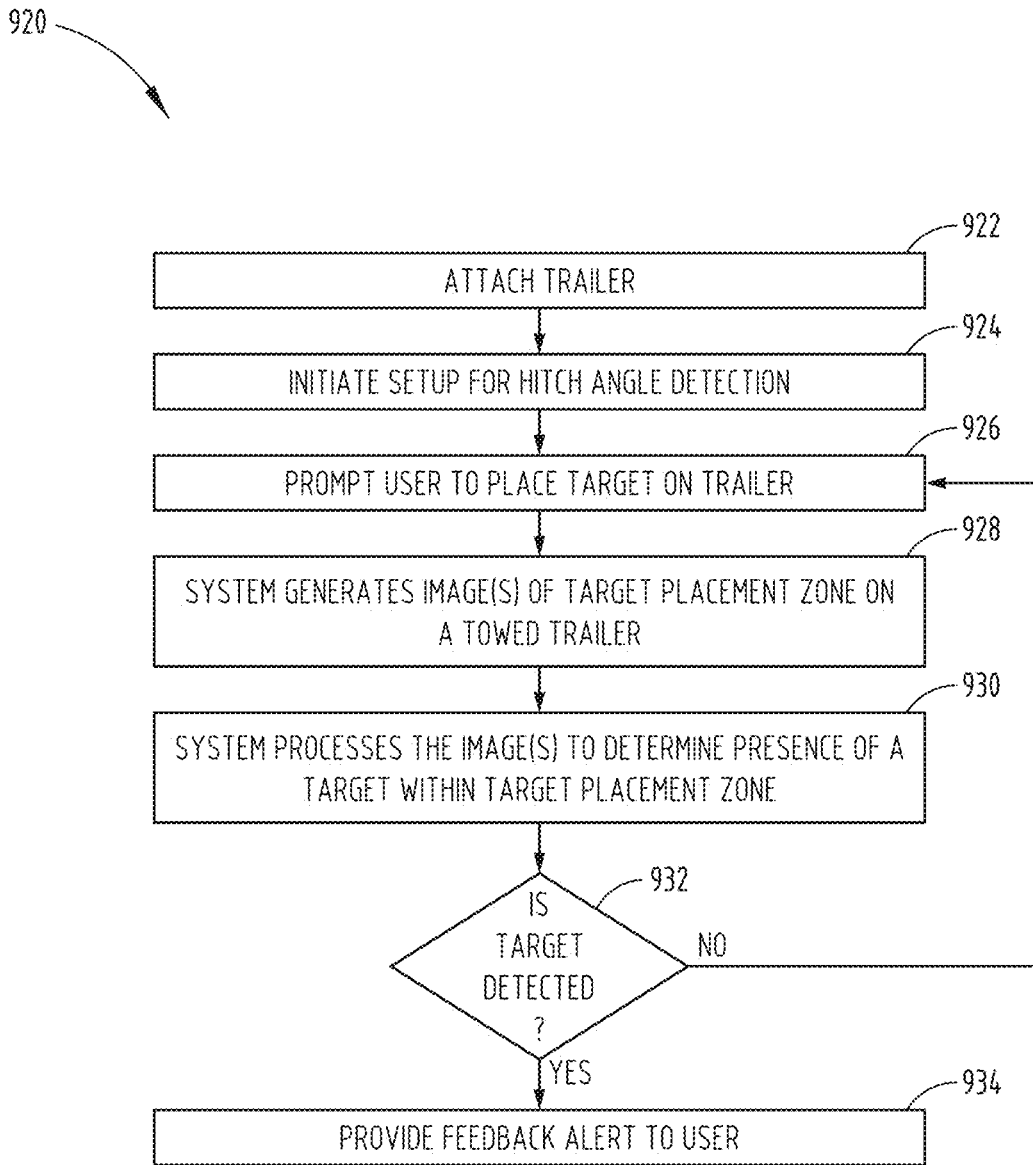 920
922
ATTACH TRAILER
924
INITIATE SETUP FOR HITCH ANGLE DETECTION
926
PROMPT USER TO PLACE TARGET ON TRAILER
928
SYSTEM GENERATES IMAGE(S) OF TARGET PLACEMENT ZONE ON
A TOWED TRAILER
930
SYSTEM PROCESSES THE IMAGE(S) TO DETERMINE PRESENCE OF A
TARGET WITHIN TARGET PLACEMENT ZONE
932
IS
TARGET
DETECTED
?
NO
YES
934
PROVIDE FEEDBACK ALERT TO USER